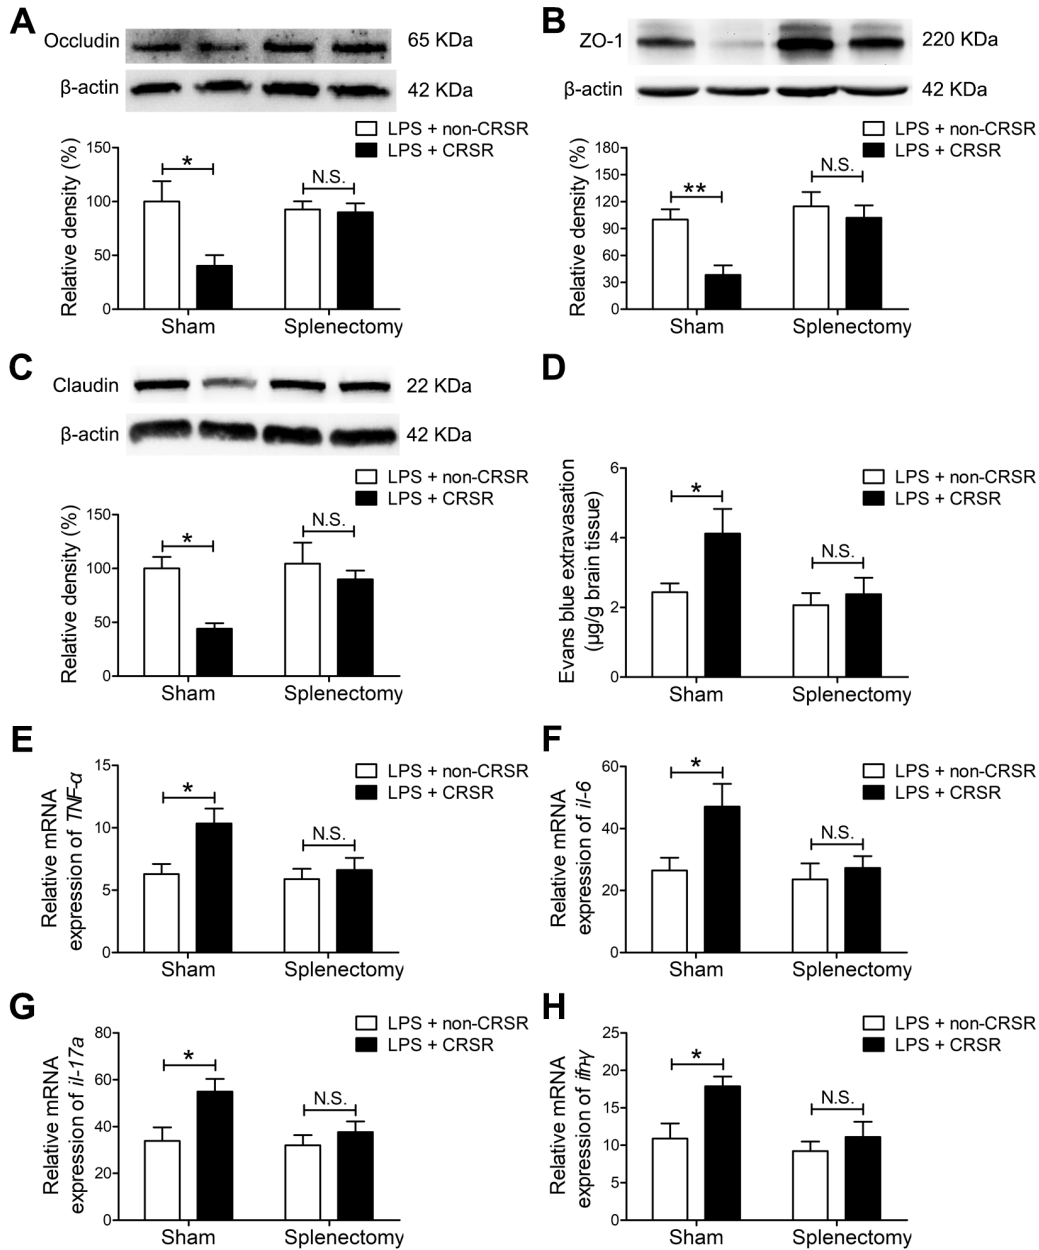 A
Occludin
65 KDa
β-actin
42 KDa
LPS + non-CRSR
LPS + CRSR
Relative density (%)
150
100
50
0
*
N.S.
Sham
Splenectomy
B
ZO-1
220 KDa
β-actin
42 KDa
LPS + non-CRSR
LPS + CRSR
Relative density (%)
180
150
120
90
60
30
0
**
N.S.
Sham
Splenectomy
C
Claudin
22 KDa
β-actin
42 KDa
LPS + non-CRSR
LPS + CRSR
Relative density (%)
150
100
50
0
*
N.S.
Sham
Splenectomy
D
LPS + non-CRSR
LPS + CRSR
Evans blue extravasation
(μg/g brain tissue)
6
4
2
0
*
N.S.
Sham
Splenectomy
E
LPS + non-CRSR
LPS + CRSR
Relative mRNA
expression of TNF-α
15
10
5
0
*
N.S.
Sham
Splenectomy
F
LPS + non-CRSR
LPS + CRSR
Relative mRNA
expression of il-6
60
40
20
0
*
N.S.
Sham
Splenectomy
G
LPS + non-CRSR
LPS + CRSR
Relative mRNA
expression of il-17a
80
60
40
20
0
*
N.S.
Sham
Splenectomy
H
LPS + non-CRSR
LPS + CRSR
Relative mRNA
expression of ifn-γ
25
20
15
10
5
0
*
N.S.
Sham
Splenectomy